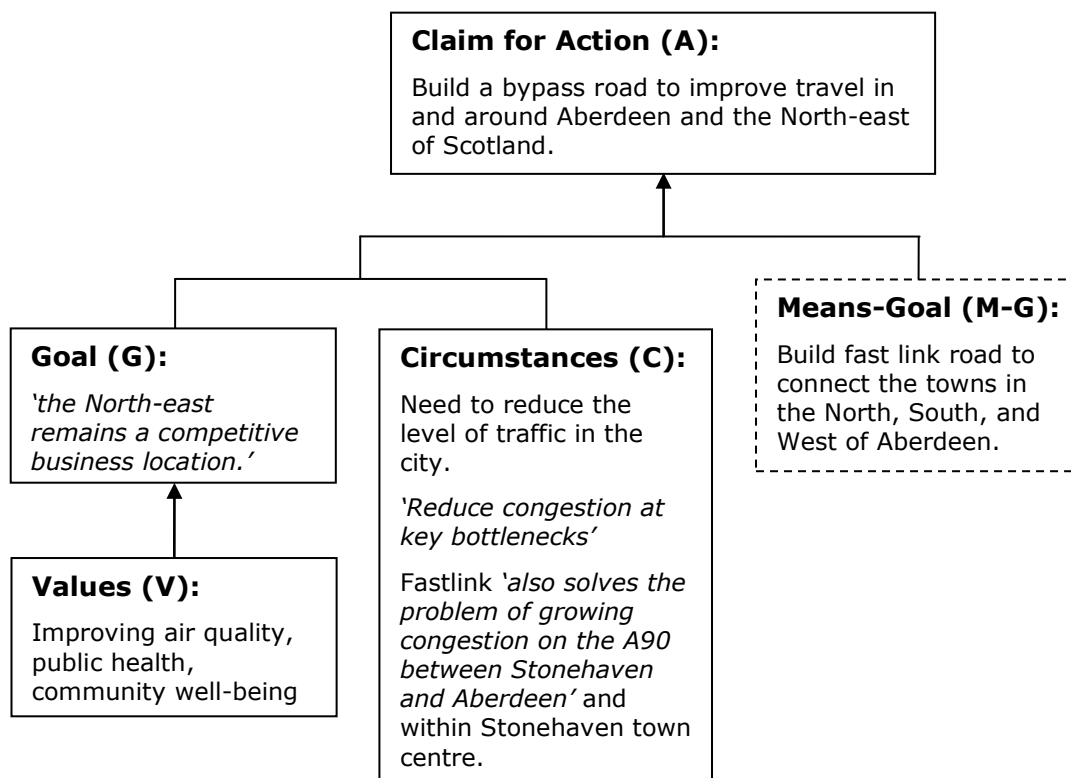 Claim for Action (A):
Build a bypass road to improve travel in
and around Aberdeen and the North-east
of Scotland.
Goal (G):
‘the North-east
remains a competitive
business location.’
Values (V):
Improving air quality,
public health,
community well-being
Circumstances (C):
Need to reduce the
level of traffic in the
city.
‘Reduce congestion at
key bottlenecks’
Fastlink ‘also solves the
problem of growing
congestion on the A90
between Stonehaven
and Aberdeen’ and
within Stonehaven town
centre.
Means-Goal (M-G):
Build fast link road to
connect the towns in
the North, South, and
West of Aberdeen.